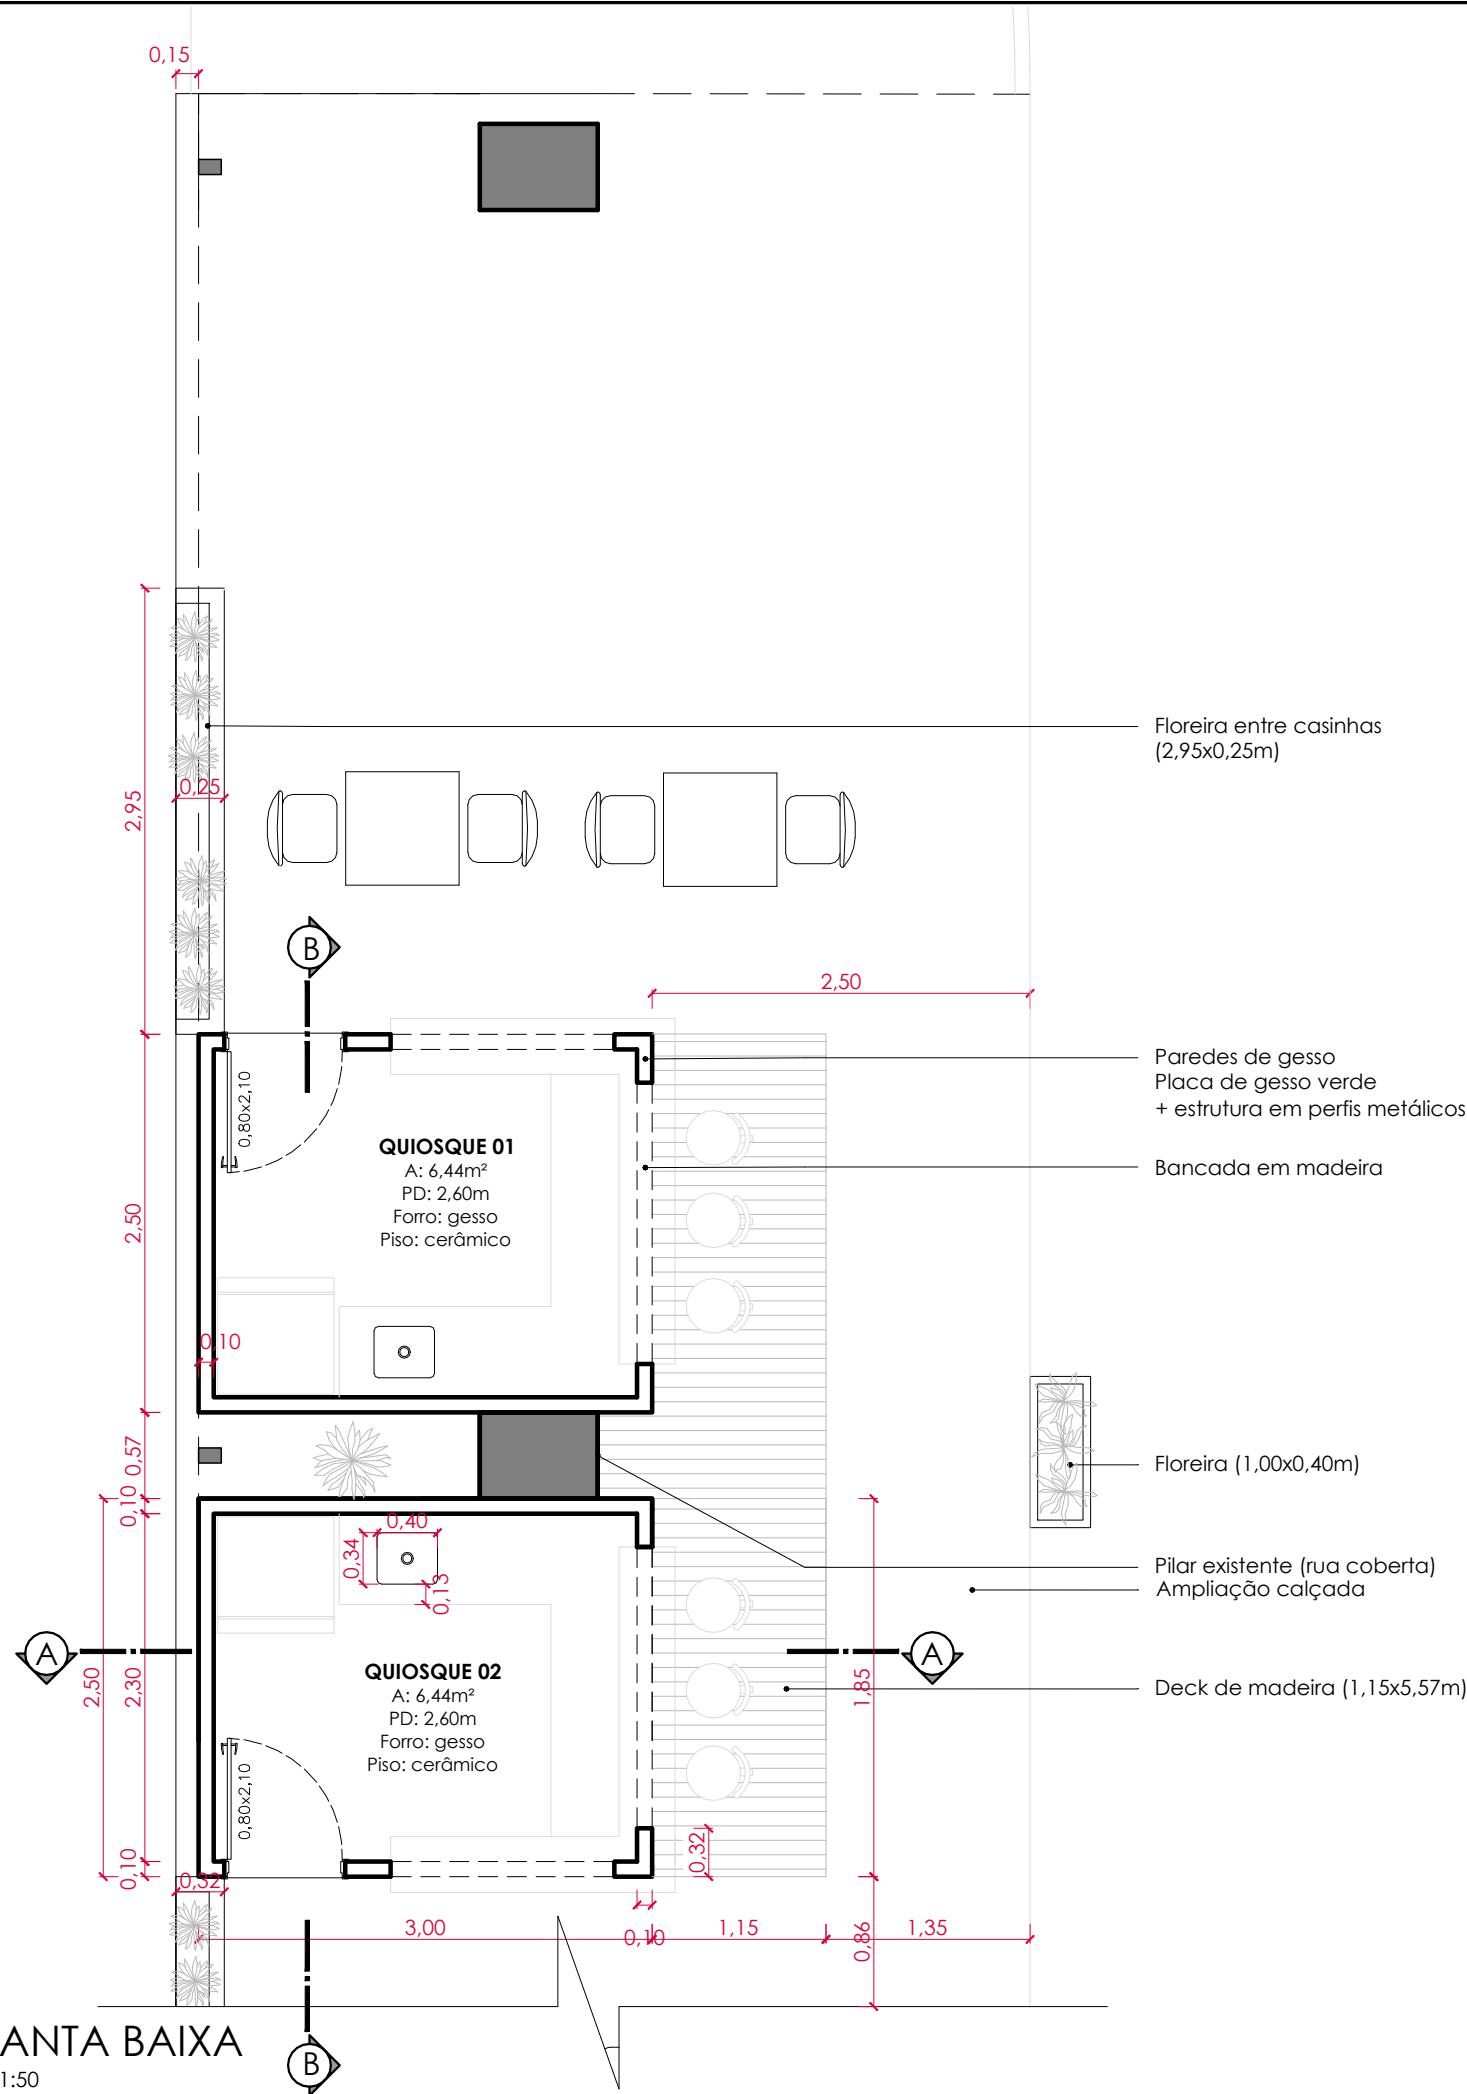 0,15
Floreira entre casinhas
(2,95x0,25m)
0,25
2,95
B
2,50
Paredes de gesso
Placa de gesso verde
+ estrutura em perfis metálicos
0,80x2,10
QUIOSQUE 01
A: 6,44m²
PD: 2,60m
Forro: gesso
Piso: cerâmico
Bancada em madeira
2,50
0,10
0,57
Floreira (1,00x0,40m)
0,10
0,40
0,34
0,13
Pilar existente (rua coberta)
Ampliação calçada
A
A
2,50
2,30
QUIOSQUE 02
A: 6,44m²
PD: 2,60m
Forro: gesso
Piso: cerâmico
1,85
Deck de madeira (1,15x5,57m)
0,80x2,10
0,10
0,32
0,32
3,00
0,10
1,15
0,86
1,35
ANTA BAIXA
1:50
B